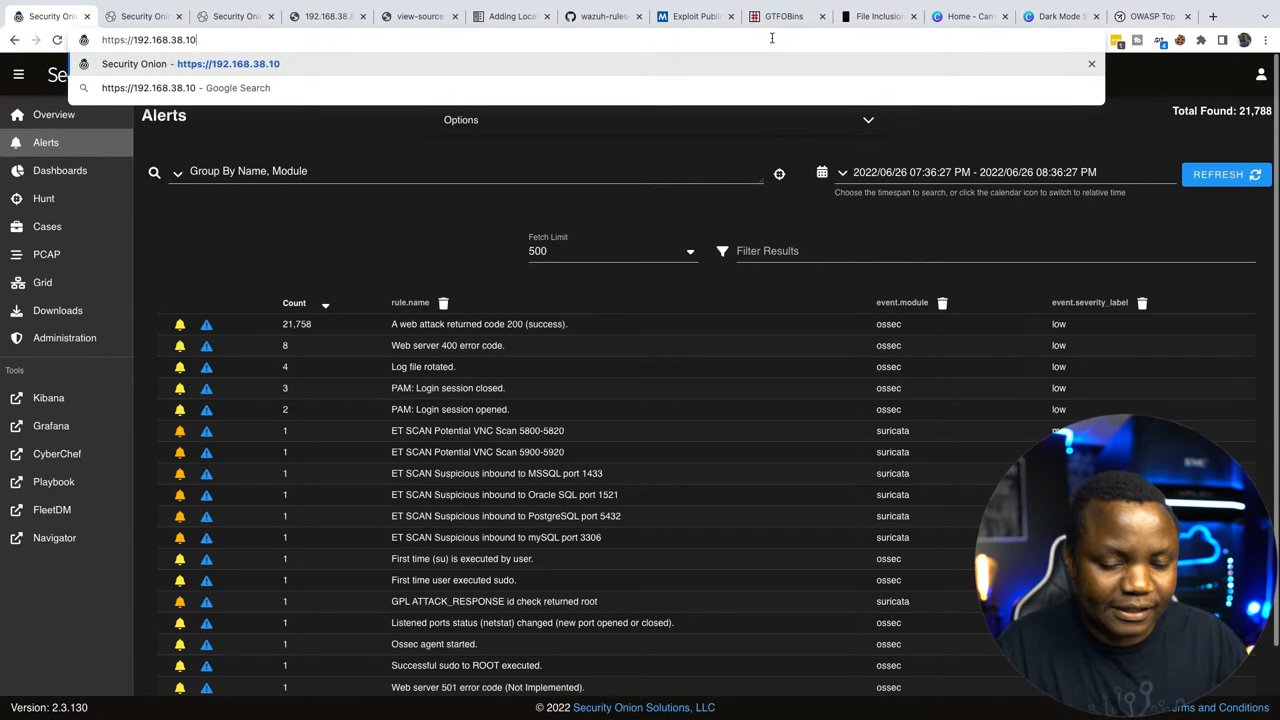 Security Onion
Security Oni
Security Oni
192.168.38.8
view-source
Adding Loca
wazuh-rules
Exploit Publi
GTFOBins
File Inclusion
Home - Can
Dark Mode S
OWASP Top
https://192.168.38.10
Security Onion - https://192.168.38.10
https://192.168.38.10 - Google Search
Se
Alerts
Options
Total Found: 21,788
Overview
Alerts
Dashboards
Hunt
Cases
PCAP
Grid
Downloads
Administration
Tools
Kibana
Grafana
CyberChef
Playbook
FleetDM
Navigator
Group By Name, Module
2022/06/26 07:36:27 PM - 2022/06/26 08:36:27 PM
REFRESH
Choose the timespan to search, or click the calendar icon to switch to relative time
Fetch Limit
500
Filter Results
Count rule.name event.module event.severity_label
21,758 A web attack returned code 200 (success). ossec low
8 Web server 400 error code. ossec low
4 Log file rotated. ossec low
3 PAM: Login session closed. ossec low
2 PAM: Login session opened. ossec low
1 ET SCAN Potential VNC Scan 5800-5820 suricata
1 ET SCAN Potential VNC Scan 5900-5920 suricata
1 ET SCAN Suspicious inbound to MSSQL port 1433 suricata
1 ET SCAN Suspicious inbound to Oracle SQL port 1521 suricata
1 ET SCAN Suspicious inbound to PostgreSQL port 5432 suricata
1 ET SCAN Suspicious inbound to mySQL port 3306 suricata
1 First time (su) is executed by user. ossec
1 First time user executed sudo. ossec
1 GPL ATTACK_RESPONSE id check returned root suricata
1 Listened ports status (netstat) changed (new port opened or closed). ossec
1 Ossec agent started. ossec
1 Successful sudo to ROOT executed. ossec
1 Web server 501 error code (Not Implemented). ossec
Version: 2.3.130
© 2022 Security Onion Solutions, LLC
Terms and Conditions